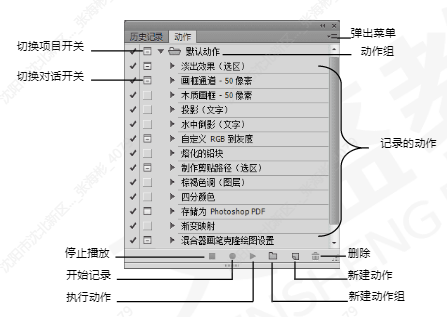 历史记录 动作
弹出菜单
切换项目开关
默认动作
动作组
淡出效果（选区）
切换对话开关
画框通道 - 50 像素
木质画框 - 50 像素
投影（文字）
水中倒影（文字）
自定义 RGB 到灰度
记录的动作
熔化的铅块
制作剪贴路径（选区）
棕褐色调（图层）
四分颜色
存储为 Photoshop PDF
渐变映射
混合器画笔克隆绘图设置
停止播放
删除
开始记录
新建动作
执行动作
新建动作组